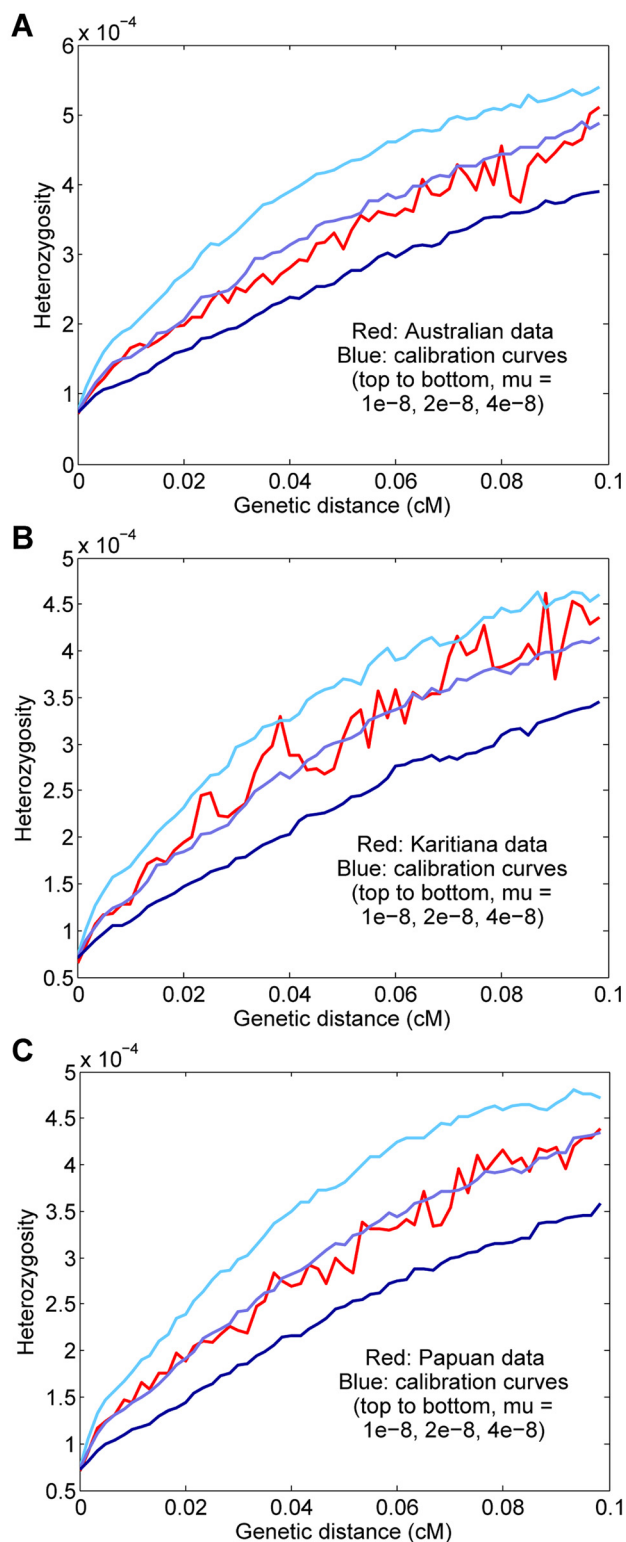 A
x 10−4
6
5
4
3
2
1
0
Heterozygosity
Red: Australian data
Blue: calibration curves
(top to bottom, mu =
1e−8, 2e−8, 4e−8)
0 0.02 0.04 0.06 0.08 0.1
Genetic distance (cM)
B
x 10−4
5
4.5
4
3.5
3
2.5
2
1.5
1
0.5
Heterozygosity
Red: Karitiana data
Blue: calibration curves
(top to bottom, mu =
1e−8, 2e−8, 4e−8)
0 0.02 0.04 0.06 0.08 0.1
Genetic distance (cM)
C
x 10−4
5
4.5
4
3.5
3
2.5
2
1.5
1
0.5
Heterozygosity
Red: Papuan data
Blue: calibration curves
(top to bottom, mu =
1e−8, 2e−8, 4e−8)
0 0.02 0.04 0.06 0.08 0.1
Genetic distance (cM)